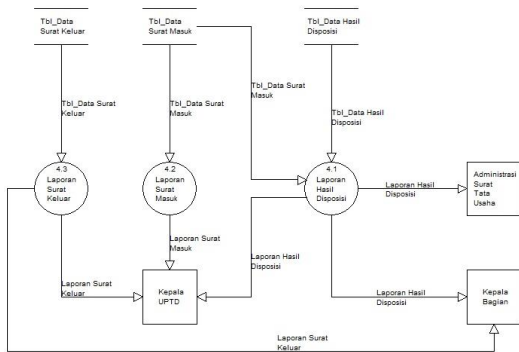 Tbl_Data
Surat Keluar
Tbl_Data
Surat Masuk
Tbl_Data Hasil
Disposisi
Tbl_Data Surat
Masuk
Tbl_Data Surat
Keluar
Tbl_Data Surat
Masuk
Tbl_Data Hasil
Disposisi
4.3
Laporan
Surat
Keluar
4.2
Laporan
Surat
Masuk
4.1
Laporan
Hasil
Disposisi
Laporan Hasil
Disposisi
Administrasi
Surat
Tata
Usaha
Laporan Surat
Masuk
Laporan Hasil
Disposisi
Laporan Surat
Keluar
Kepala
UPTD
Laporan Hasil
Disposisi
Kepala
Bagian
Laporan Surat
Keluar